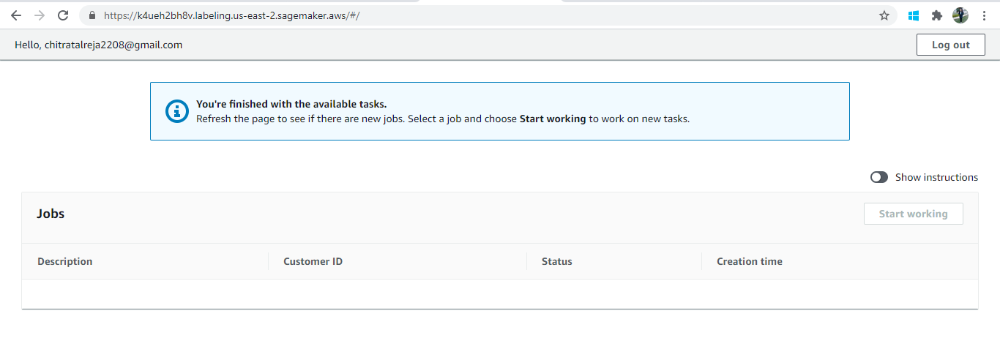 https://k4ueh2bh8v.labeling.us-east-2.sagemaker.aws/#/
Hello, chitratalreja2208@gmail.com
Log out
You're finished with the available tasks.
Refresh the page to see if there are new jobs. Select a job and choose Start working to work on new tasks.
Show instructions
Jobs
Start working
Description Customer ID Status Creation time